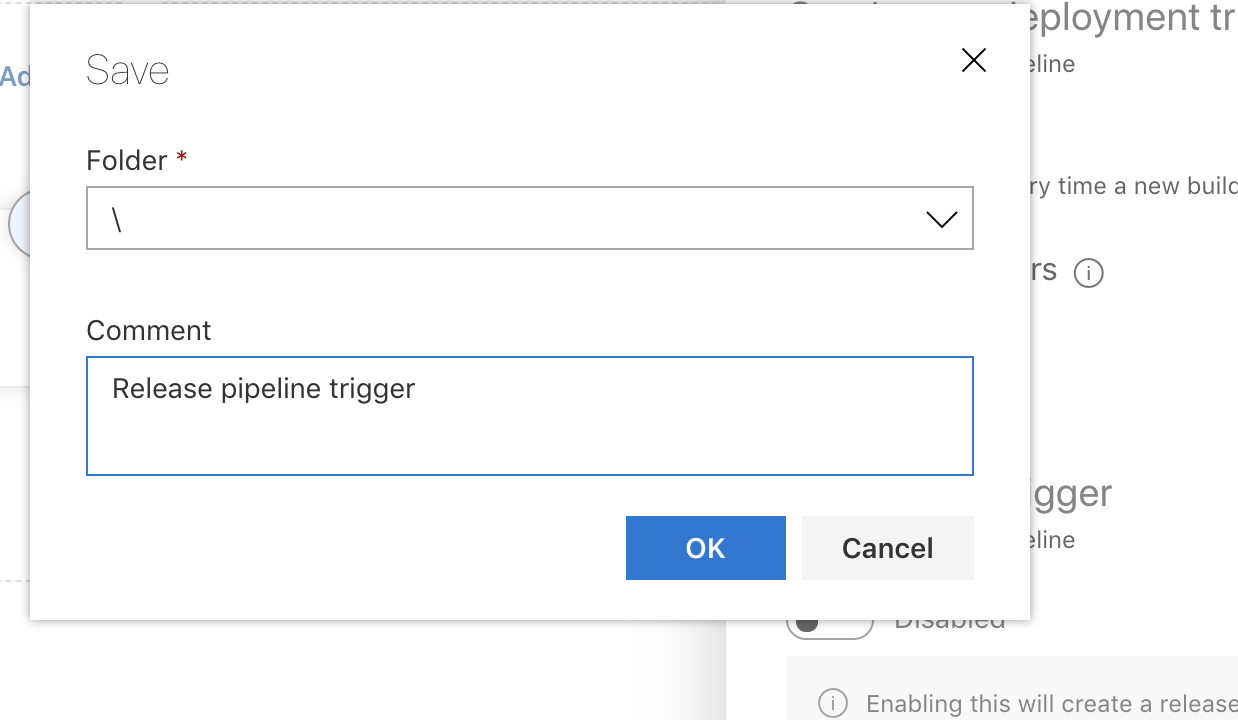 Save
Folder *
\
Comment
Release pipeline trigger
OK
Cancel
Ad
eployment tr
eline
ry time a new build
rs
igger
eline
Disabled
Enabling this will create a release